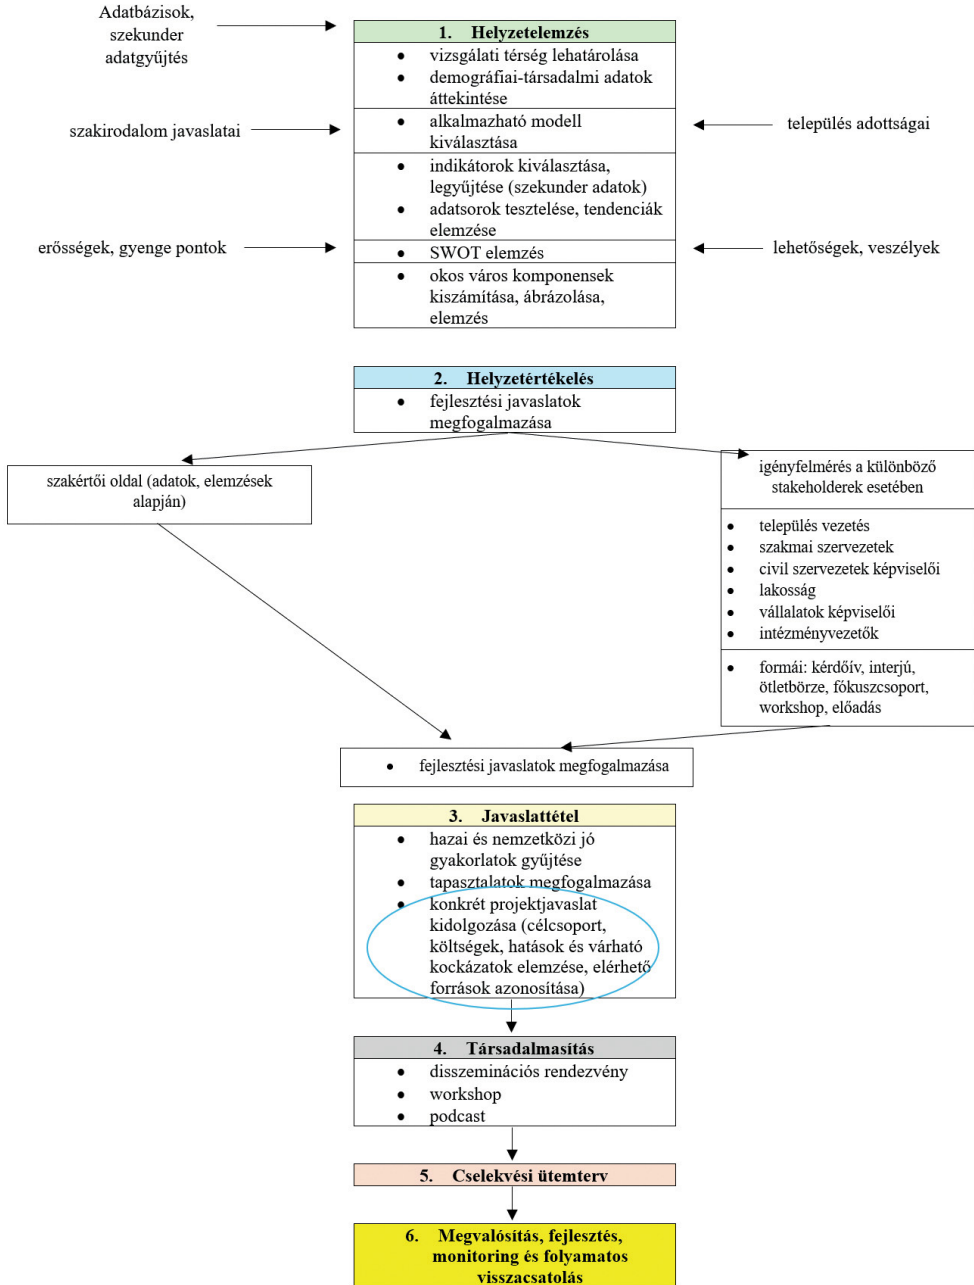 Adatbázisok,
szekunder
adatgyűjtés
1. Helyzetelemzés
• vizsgálati térség lehatárolása
• demográfiai-társadalmi adatok
áttekintése
szakirodalom javaslatai
• alkalmazható modell
kiválasztása
település adottságai
• indikátorok kiválasztása,
legyűjtése (szekunder adatok)
• adatsorok tesztelése, tendenciák
elemzése
erősségek, gyenge pontok
• SWOT elemzés
lehetőségek, veszélyek
• okos város komponensek
kiszámítása, ábrázolása,
elemzés
2. Helyzetértékelés
• fejlesztési javaslatok
megfogalmazása
szakértői oldal (adatok, elemzések
alapján)
igényfelmérés a különböző
stakeholderek esetében
• település vezetés
• szakmai szervezetek
• civil szervezetek képviselői
• lakosság
• vállalatok képviselői
• intézményvezetők
• formái: kérdőív, interjú,
ötletbörze, fókuszcsoport,
workshop, előadás
• fejlesztési javaslatok megfogalmazása
3. Javaslattétel
• hazai és nemzetközi jó
gyakorlatok gyűjtése
• tapasztalatok megfogalmazása
• konkrét projektjavaslat
kidolgozása (célcsoport,
költségek, hatások és várható
kockázatok elemzése, elérhető
források azonosítása)
4. Társadalmasítás
• disszeminációs rendezvény
• workshop
• podcast
5. Cselekvési ütemterv
6. Megvalósítás, fejlesztés,
monitoring és folyamatos
visszacsatolás